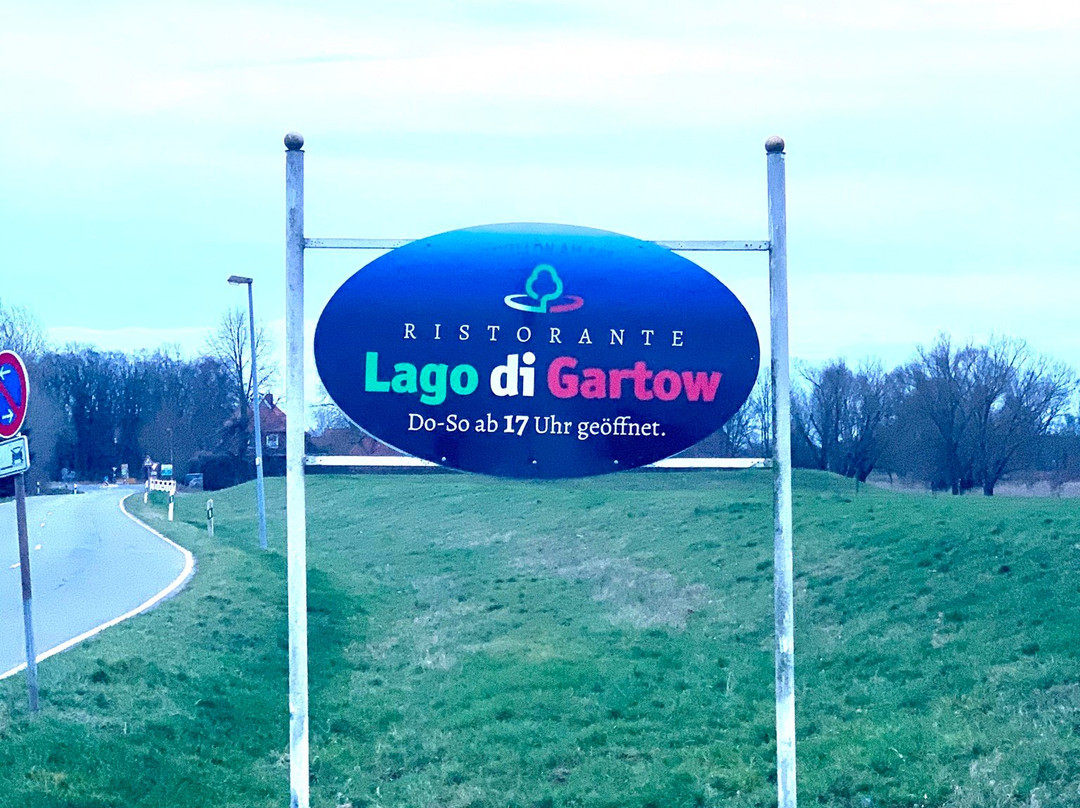 RISTORANTE
Lago di Gartow
Do-So ab 17 Uhr geöffnet.